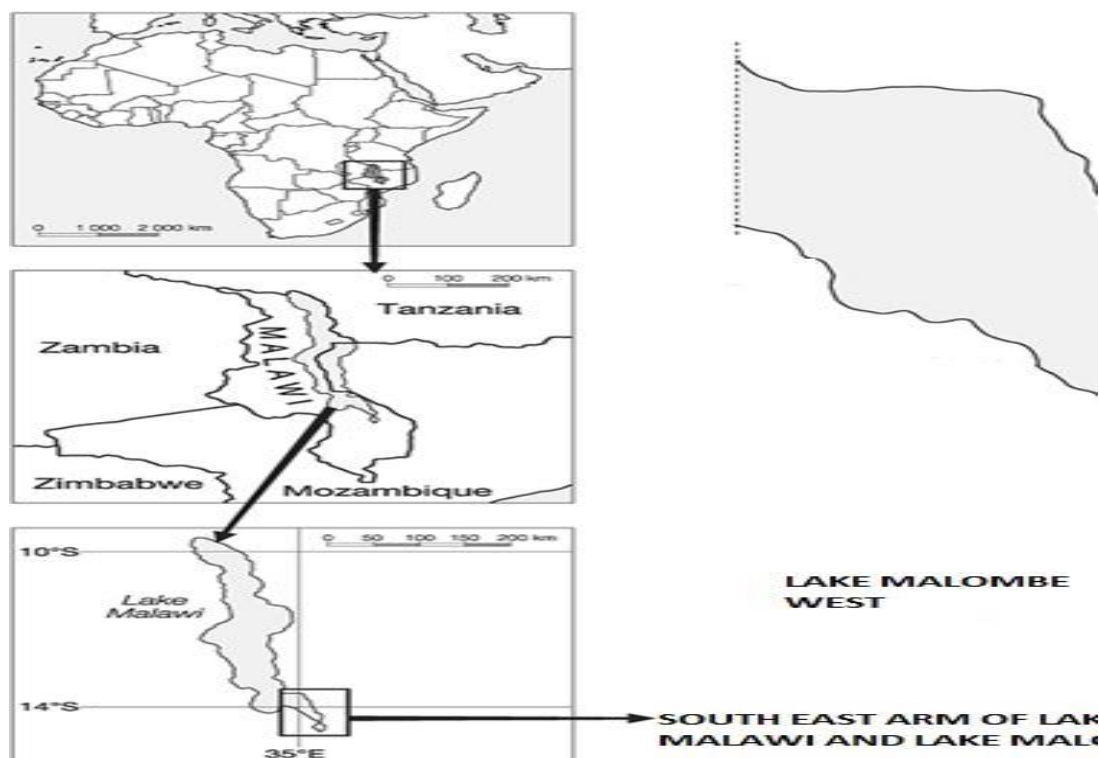 0 1 000 2 000 km
0 100 200 km
Tanzania
Zambia
MALAWI
Zimbabwe
Mozambique
0 50 100 150 200 km
10°S
Lake
Malawi
14°S
35°E
LAKE MALOMBE
WEST
SOUTH EAST ARM OF LAK
MALAWI AND LAKE MALO